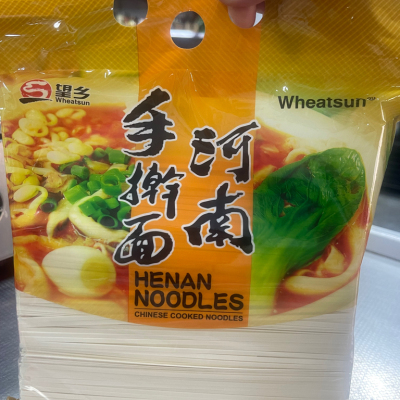 望乡
Wheatsun
Wheatsun™
河南
手擀面
HENAN
NOODLES
CHINESE COOKED NOODLES